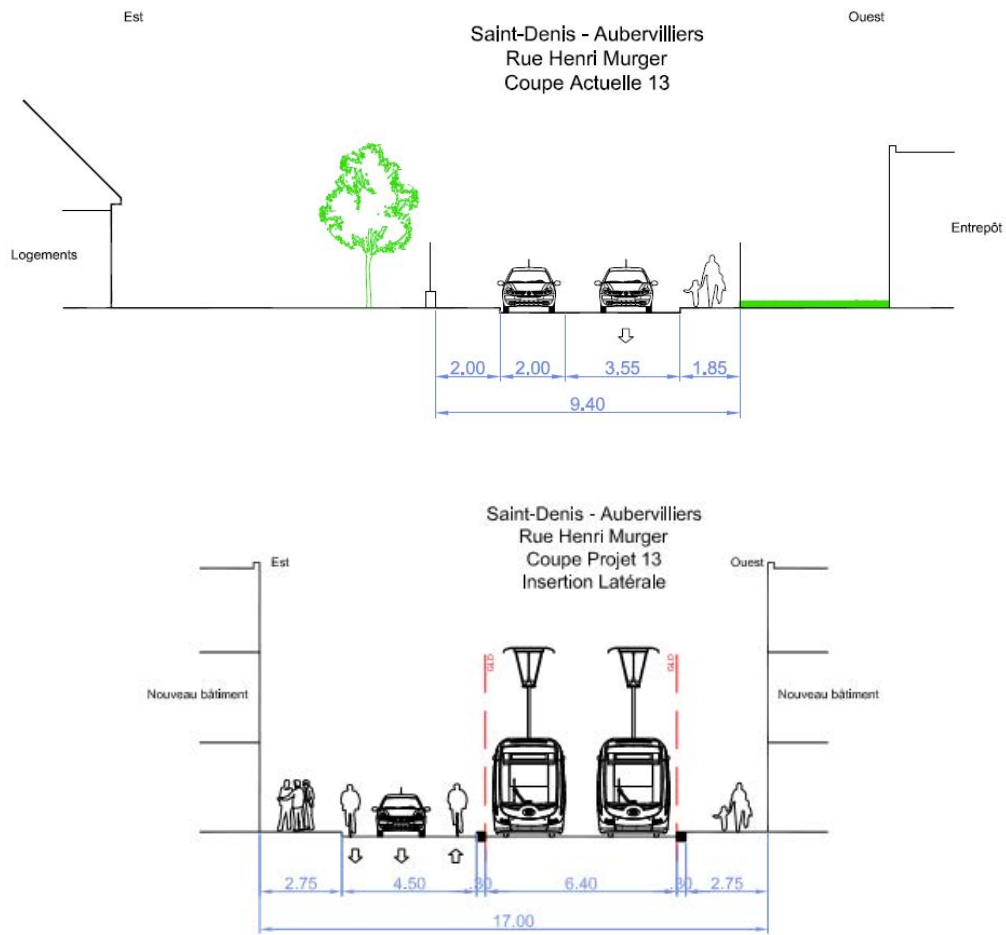 Est
Ouest
Saint-Denis - Aubervilliers
Rue Henri Murger
Coupe Actuelle 13
Logements
Entrepôt
2.00 2.00 3.55 1.85
9.40
Saint-Denis - Aubervilliers
Rue Henri Murger
Coupe Projet 13
Insertion Latérale
Est
Ouest
GLO GLO
Nouveau bâtiment
Nouveau bâtiment
2.75 4.50 .30 6.40 .30 2.75
17.00